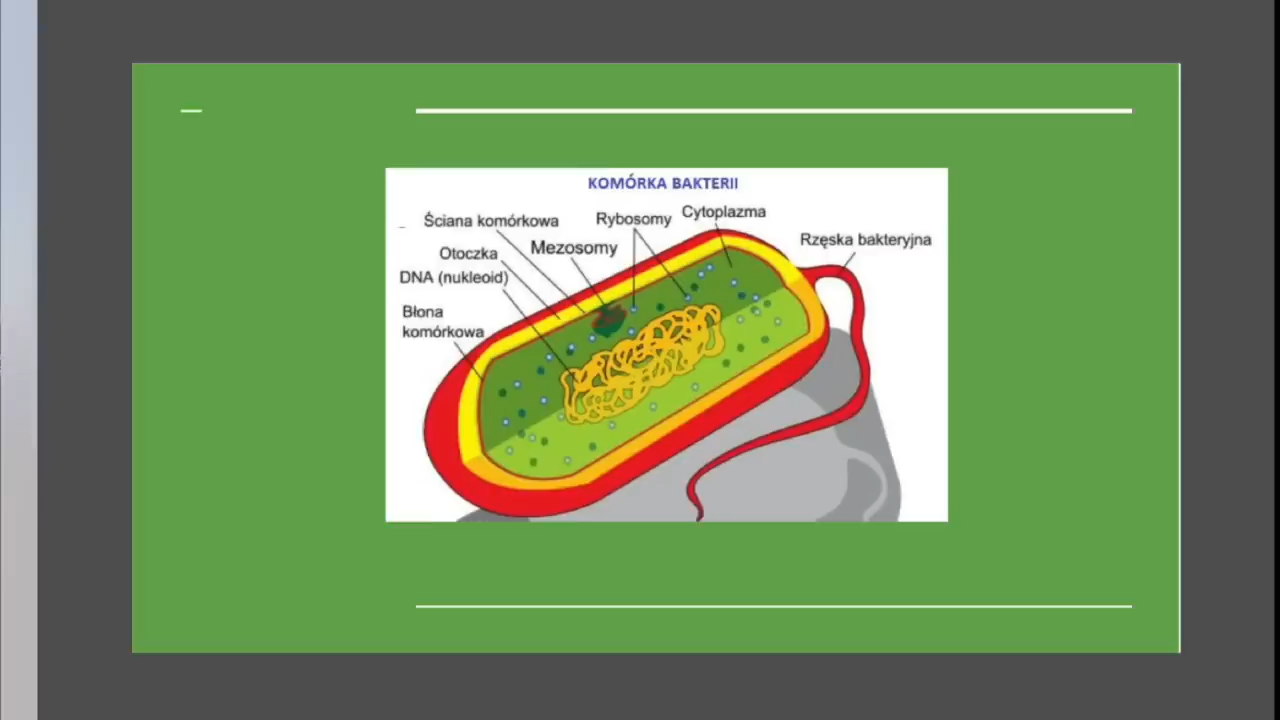 KOMÓRKA BAKTERII
Ściana komórkowa
Rybosomy
Cytoplazma
Rzęska bakteryjna
Otoczka
Mezosomy
DNA (nukleoid)
Błona
komórkowa